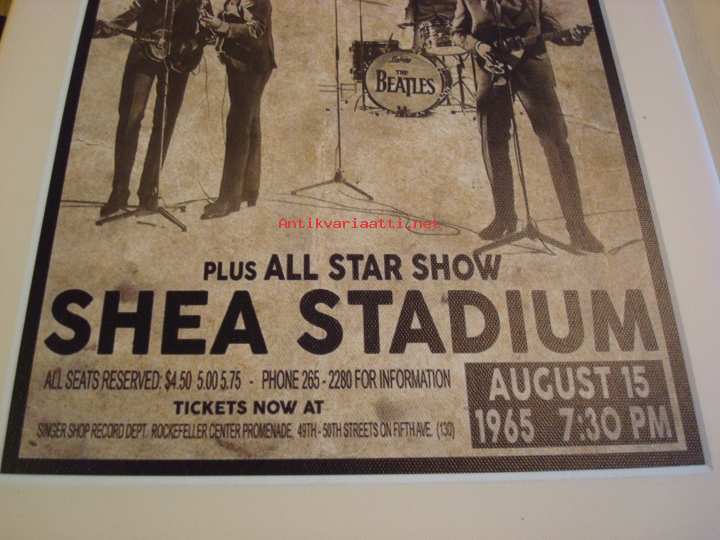 THE
BEATLES
Antikvariaatti.net
PLUS ALL STAR SHOW
SHEA STADIUM
ALL SEATS RESERVED: $4.50 5.00 5.75 - PHONE 265 - 2280 FOR INFORMATION
TICKETS NOW AT
SINGER SHOP RECORD DEPT. ROCKEFELLER CENTER PROMENADE, 49TH - 50TH STREETS ON FIFTH AVE. (130)
AUGUST 15
1965 7:30 PM